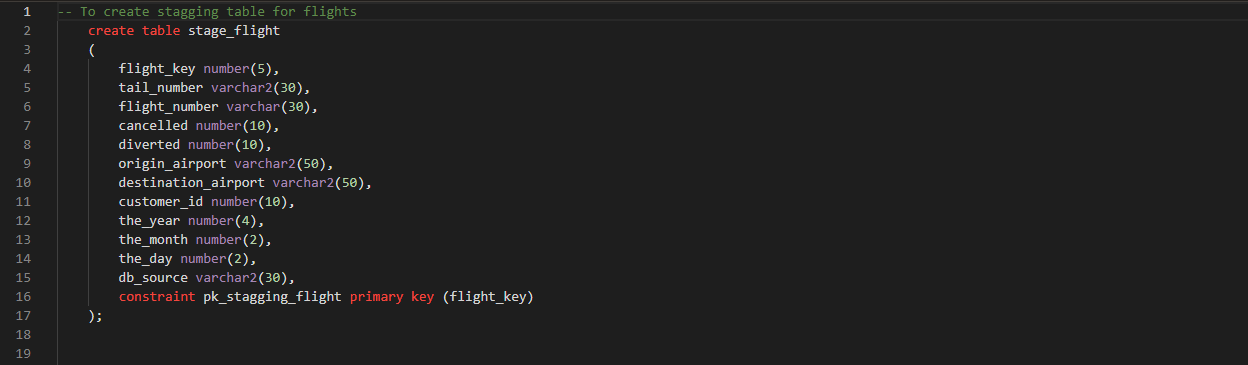 1 -- To create stagging table for flights
2 create table stage_flight
3 (
4 flight_key number(5),
5 tail_number varchar2(30),
6 flight_number varchar(30),
7 cancelled number(10),
8 diverted number(10),
9 origin_airport varchar2(50),
10 destination_airport varchar2(50),
11 customer_id number(10),
12 the_year number(4),
13 the_month number(2),
14 the_day number(2),
15 db_source varchar2(30),
16 constraint pk_stagging_flight primary key (flight_key)
17 );
18
19